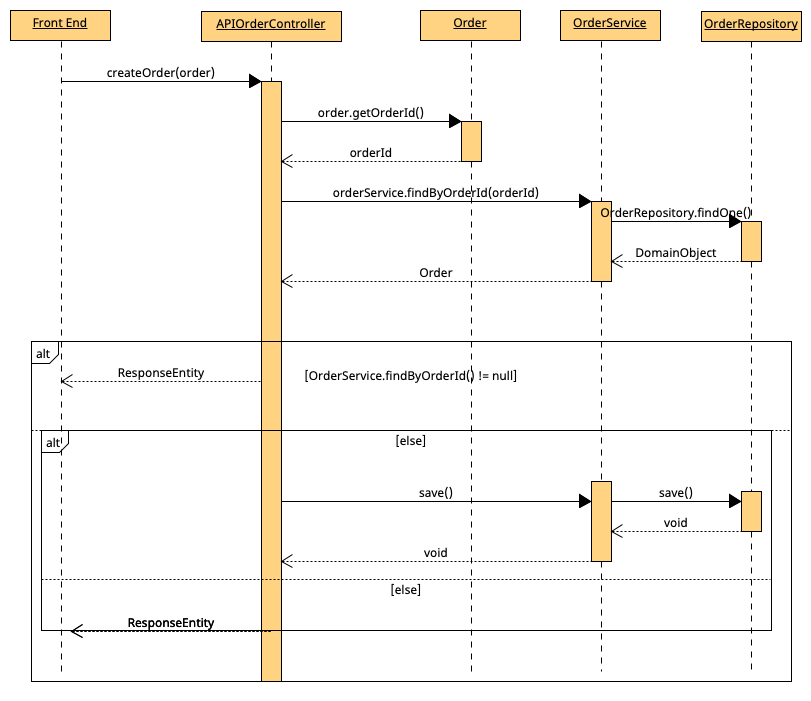 Front End
APIOrderController
Order
OrderService
OrderRepository
createOrder(order)
order.getOrderId()
orderId
orderService.findByOrderId(orderId)
OrderRepository.findOne()
DomainObject
Order
alt
ResponseEntity
[OrderService.findByOrderId() != null]
alt
[else]
save()
save()
void
void
[else]
ResponseEntity